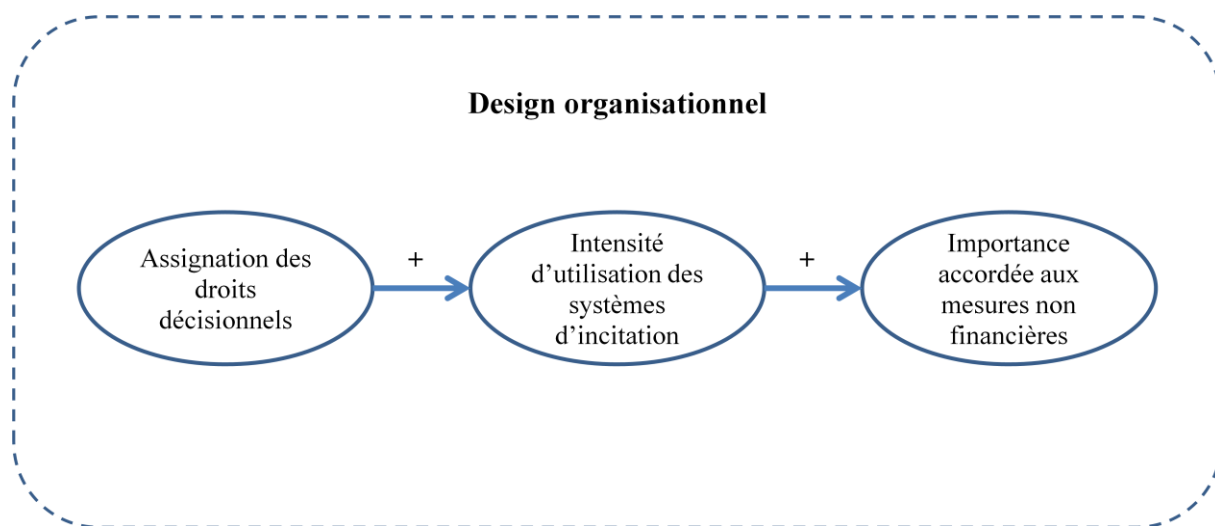 Design organisationnel
Assignation des
droits
décisionnels
+
Intensité
d’utilisation des
systèmes
d’incitation
+
Importance
accordée aux
mesures non
financières